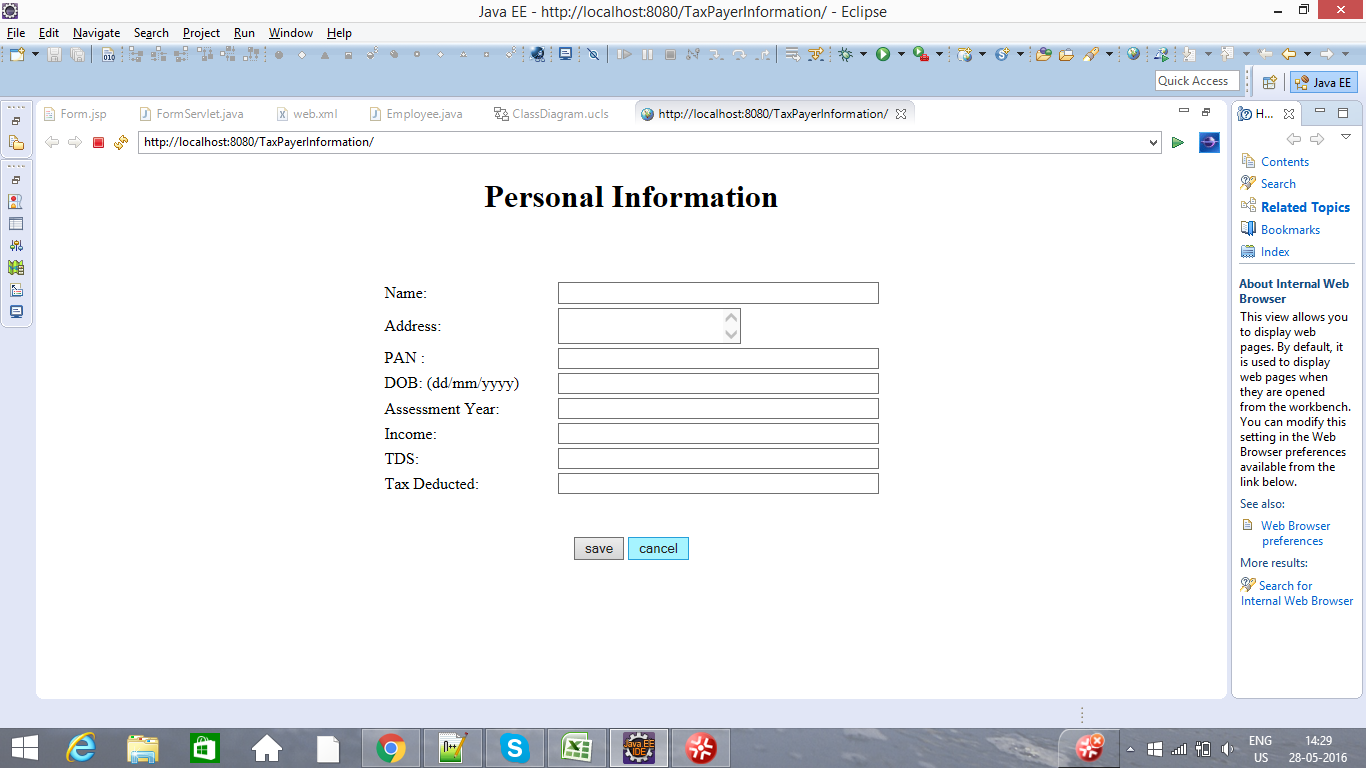 Java EE - http://localhost:8080/TaxPayerInformation/ - Eclipse
File Edit Navigate Search Project Run Window Help
Quick Access
Java EE
Form.jsp FormServlet.java web.xml Employee.java ClassDiagram.ucls http://localhost:8080/TaxPayerInformation/
http://localhost:8080/TaxPayerInformation/
Personal Information
Name:
Address:
PAN :
DOB: (dd/mm/yyyy)
Assessment Year:
Income:
TDS:
Tax Deducted:
save cancel
H...
Contents
Search
Related Topics
Bookmarks
Index
About Internal Web
Browser
This view allows you
to display web
pages. By default, it
is used to display
web pages when
they are opened
from the workbench.
You can modify this
setting in the Web
Browser preferences
available from the
link below.
See also:
Web Browser
preferences
More results:
Search for
Internal Web Browser
ENG
US
14:29
28-05-2016